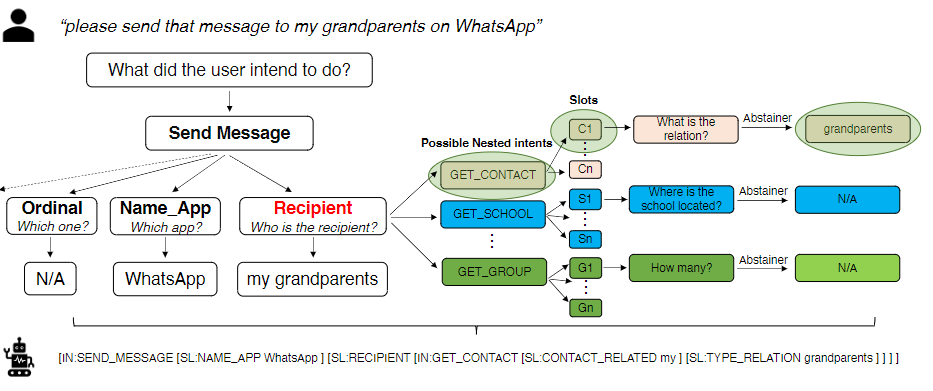 “please send that message to my grandparents on WhatsApp”
What did the user intend to do?
Send Message
Ordinal
Which one?
N/A
Name_App
Which app?
WhatsApp
Recipient
Who is the recipient?
my grandparents
Possible Nested intents
Slots
GET_CONTACT
C1
Cn
What is the
relation?
Abstainer
grandparents
GET_SCHOOL
S1
Sn
Where is the
school located?
Abstainer
N/A
GET_GROUP
G1
Gn
How many?
Abstainer
N/A
[IN:SEND_MESSAGE [SL:NAME_APP WhatsApp ] [SL:RECIPIENT [IN:GET_CONTACT [SL:CONTACT_RELATED my ] [SL:TYPE_RELATION grandparents ] ] ] ]